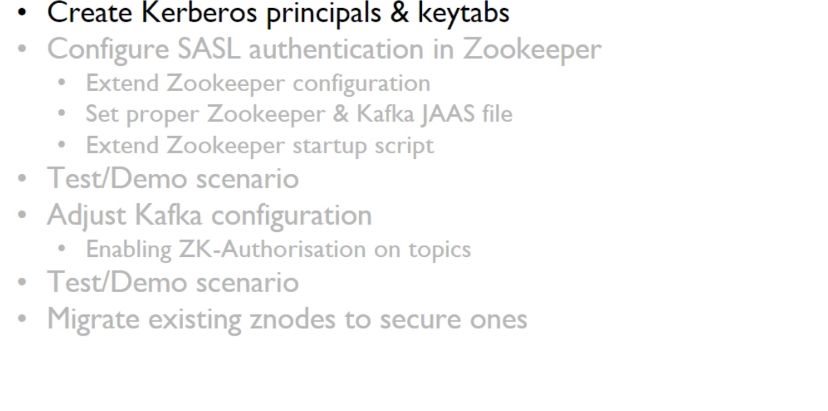 • Create Kerberos principals & keytabs
• Configure SASL authentication in Zookeeper
• Extend Zookeeper configuration
• Set proper Zookeeper & Kafka JAAS file
• Extend Zookeeper startup script
• Test/Demo scenario
• Adjust Kafka configuration
• Enabling ZK-Authorisation on topics
• Test/Demo scenario
• Migrate existing znodes to secure ones